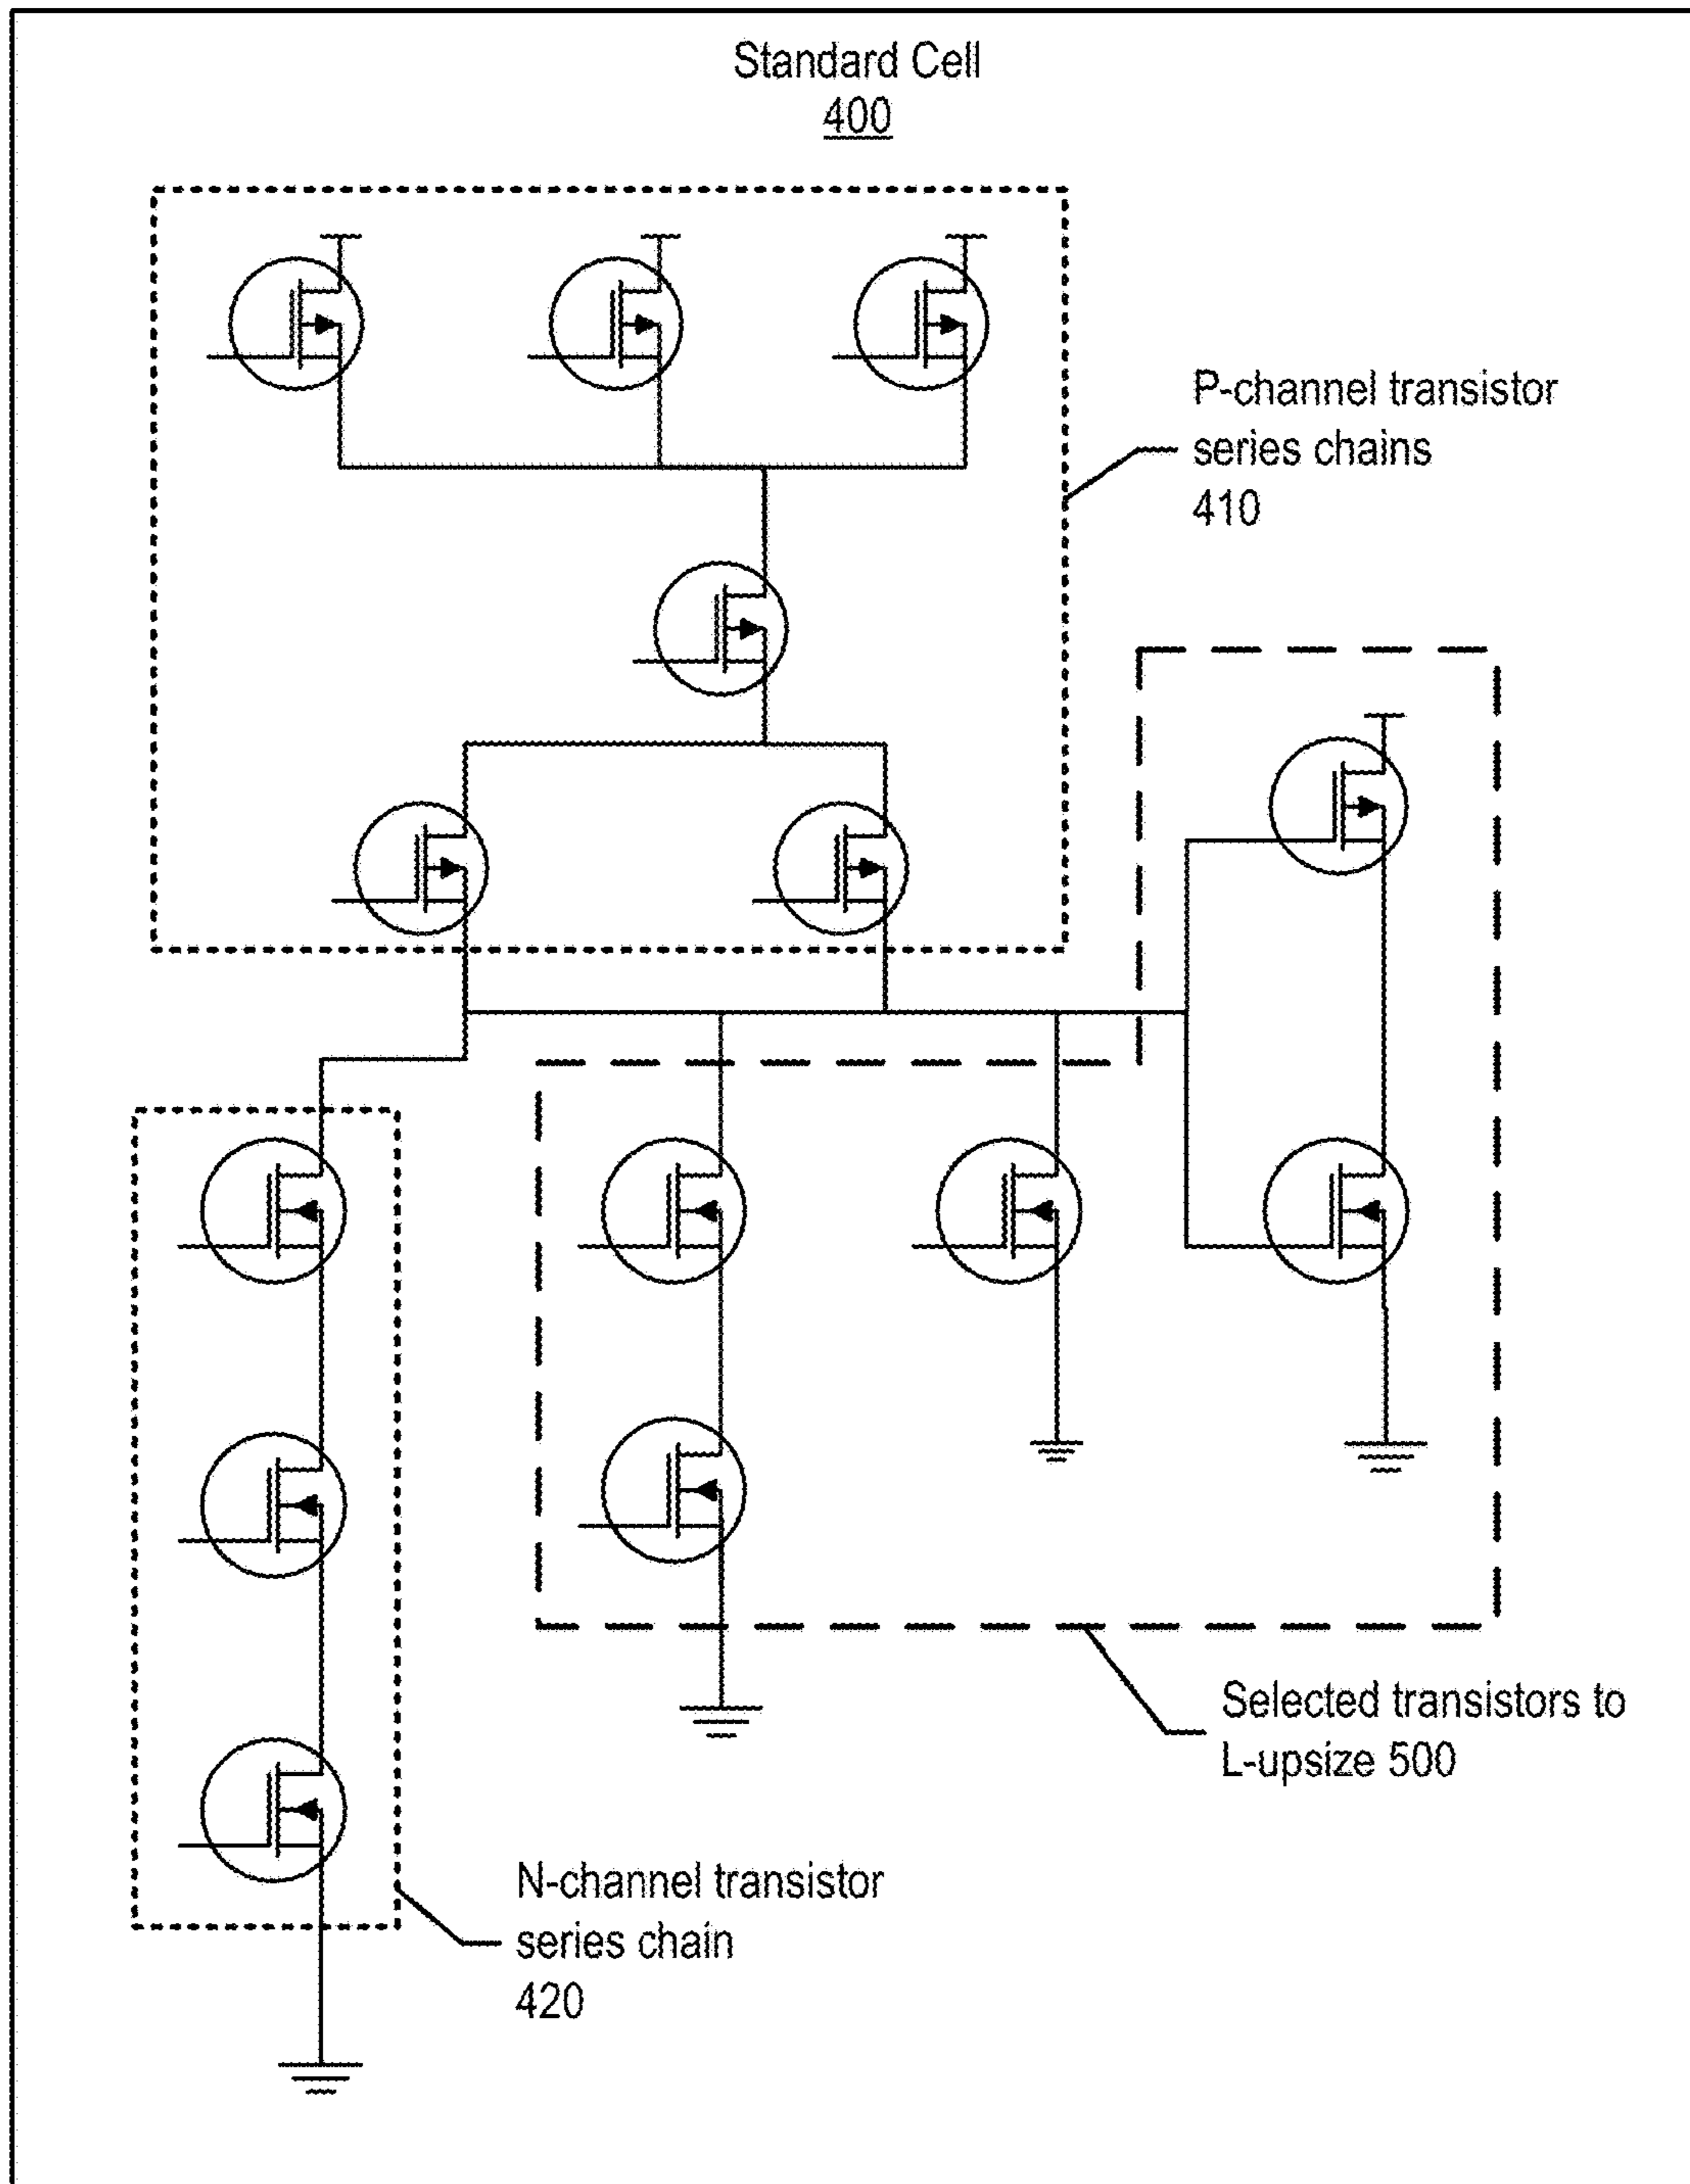 Standard Cell
400
P-channel transistor
series chains
410
Selected transistors to
L-upsize 500
N-channel transistor
series chain
420